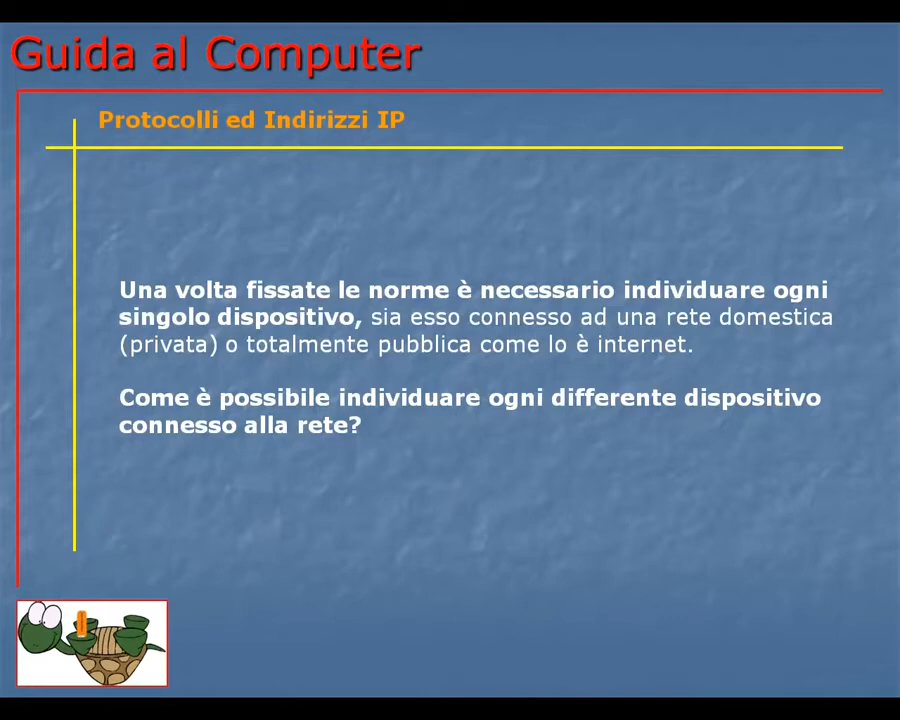 Guida al Computer
Protocolli ed Indirizzi IP
Una volta fissate le norme è necessario individuare ogni
singolo dispositivo, sia esso connesso ad una rete domestica
(privata) o totalmente pubblica come lo è internet.
Come è possibile individuare ogni differente dispositivo
connesso alla rete?